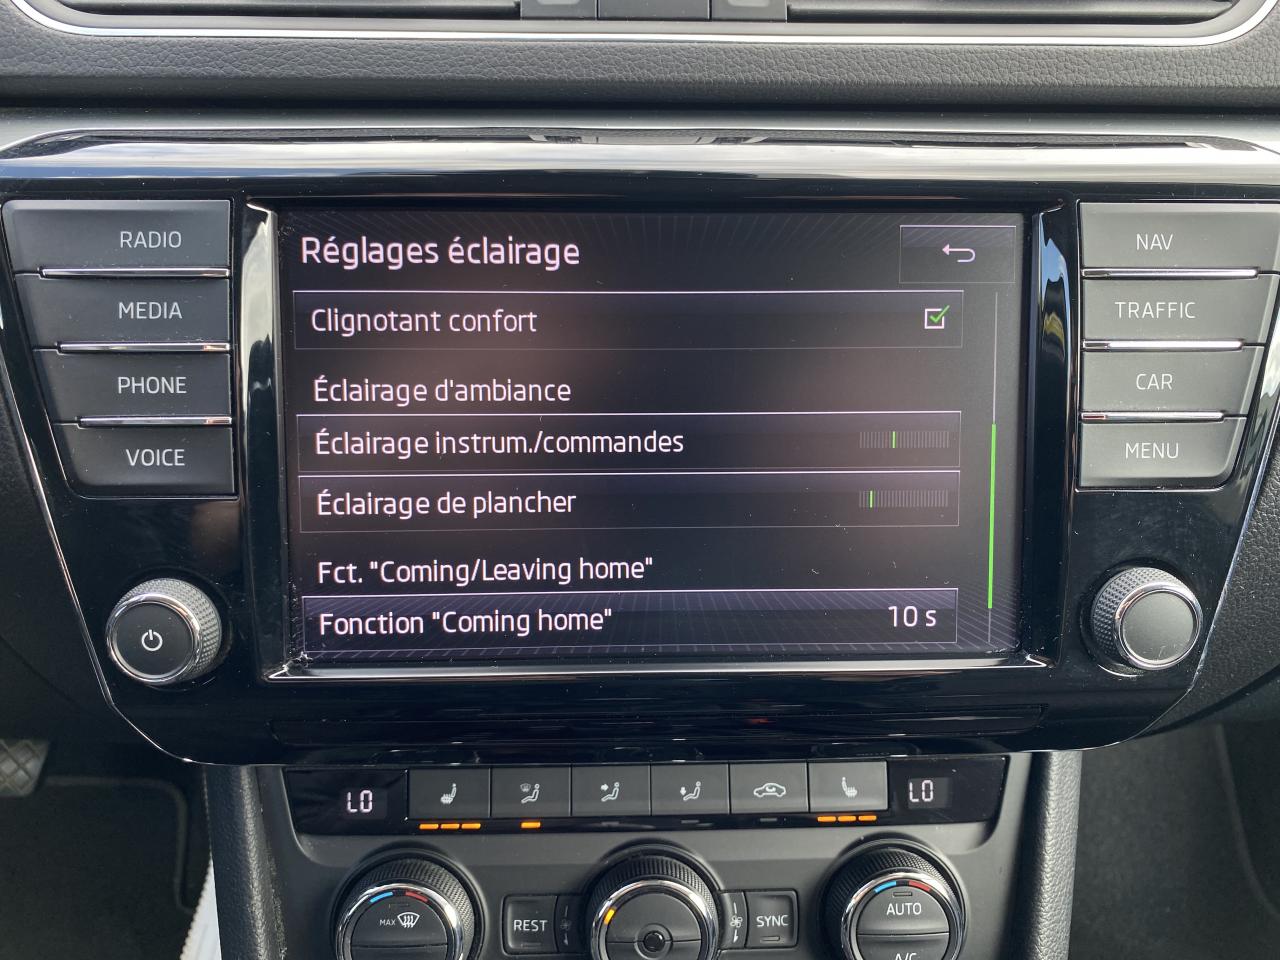 RADIO
MEDIA
PHONE
VOICE
Réglages éclairage
Clignotant confort
Éclairage d'ambiance
Éclairage instrum./commandes
Éclairage de plancher
Fct. "Coming/Leaving home"
Fonction "Coming home" 10 s
NAV
TRAFFIC
CAR
MENU
LO
LO
MAX
REST
SYNC
AUTO
A/C